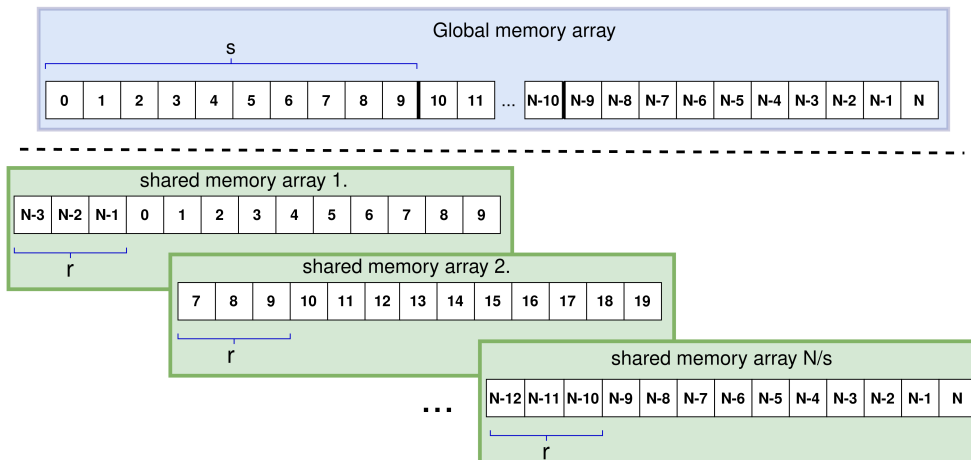 Global memory array
s
0 1 2 3 4 5 6 7 8 9 10 11 ... N-10 N-9 N-8 N-7 N-6 N-5 N-4 N-3 N-2 N-1 N
shared memory array 1.
N-3 N-2 N-1 0 1 2 3 4 5 6 7 8 9
r
shared memory array 2.
7 8 9 10 11 12 13 14 15 16 17 18 19
r
shared memory array N/s
N-12 N-11 N-10 N-9 N-8 N-7 N-6 N-5 N-4 N-3 N-2 N-1 N
...
r